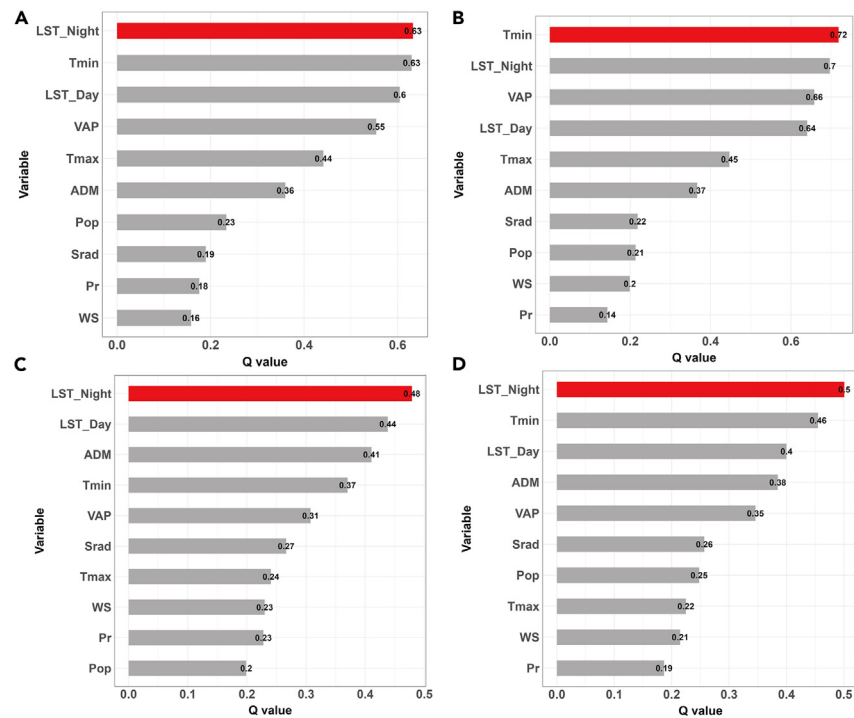 A
Variable
LST_Night 0.63
Tmin 0.63
LST_Day 0.6
VAP 0.55
Tmax 0.44
ADM 0.36
Pop 0.23
Srad 0.19
Pr 0.18
WS 0.16
0.0 0.2 0.4 0.6
Q value
B
Variable
Tmin 0.72
LST_Night 0.7
VAP 0.66
LST_Day 0.64
Tmax 0.45
ADM 0.37
Srad 0.22
Pop 0.21
WS 0.2
Pr 0.14
0.0 0.2 0.4 0.6
Q value
C
Variable
LST_Night 0.48
LST_Day 0.44
ADM 0.41
Tmin 0.37
VAP 0.31
Srad 0.27
Tmax 0.24
WS 0.23
Pr 0.23
Pop 0.2
0.0 0.1 0.2 0.3 0.4 0.5
Q value
D
Variable
LST_Night 0.5
Tmin 0.46
LST_Day 0.4
ADM 0.38
VAP 0.35
Srad 0.26
Pop 0.25
Tmax 0.22
WS 0.21
Pr 0.19
0.0 0.1 0.2 0.3 0.4 0.5
Q value